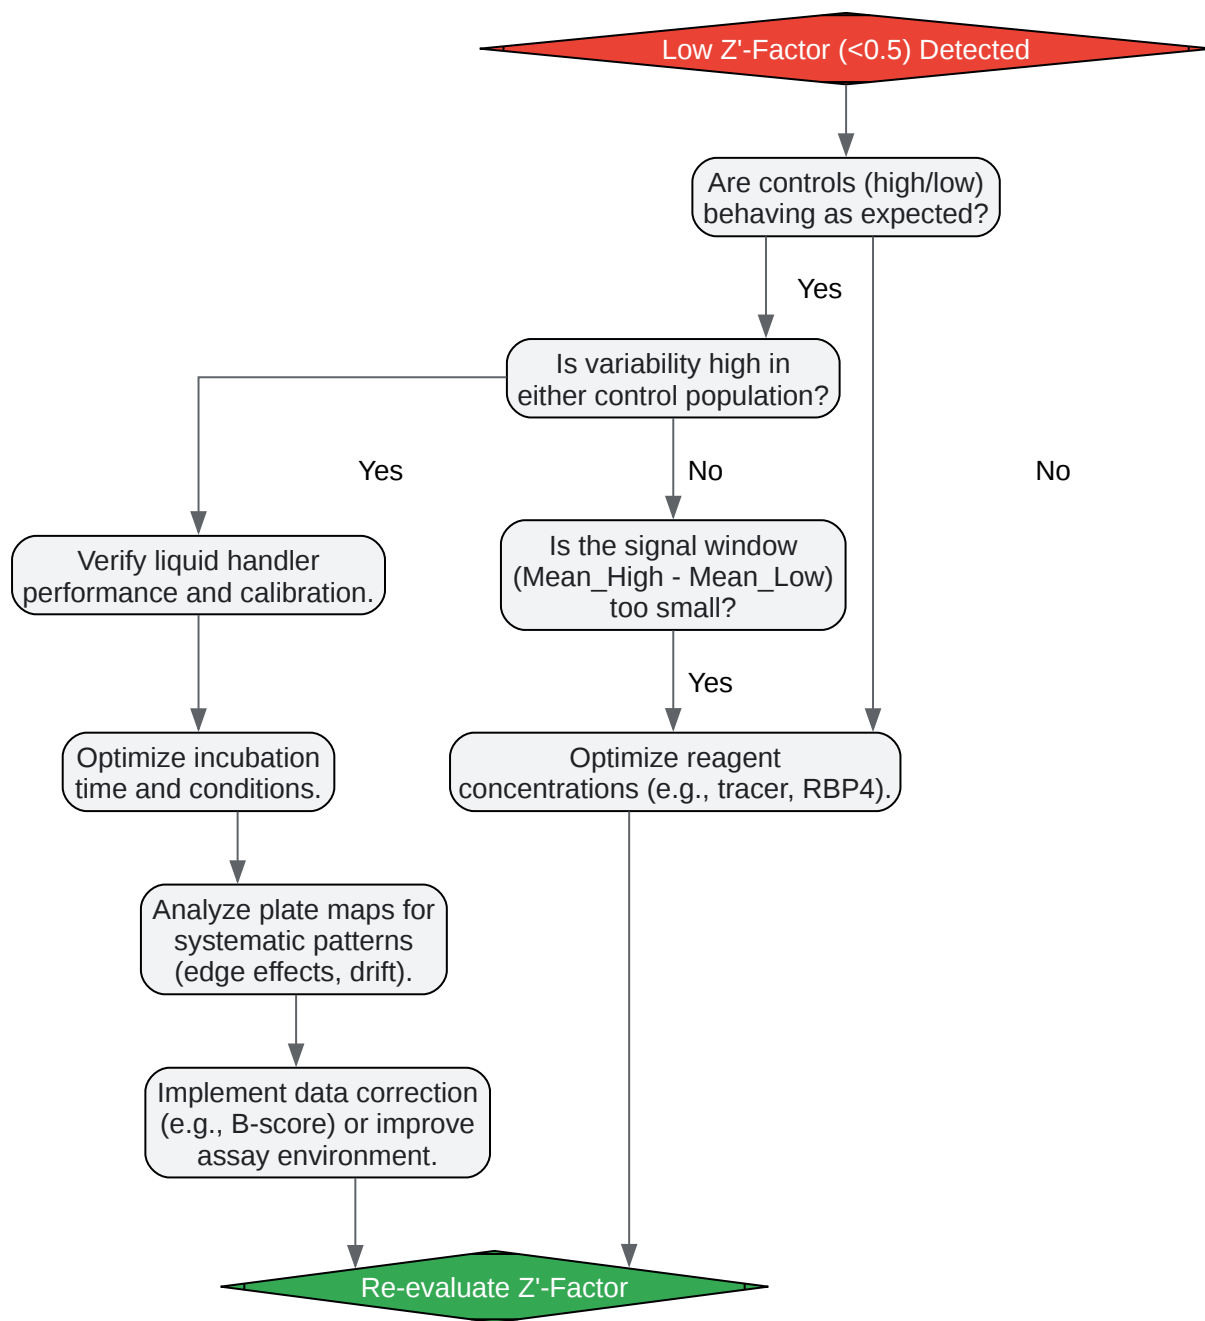 Low Z'-Factor (<0.5) Detected
Are controls (high/low)
behaving as expected?
Yes
Is variability high in
either control population?
Yes
No
No
Verify liquid handler
performance and calibration.
Is the signal window
(Mean_High - Mean_Low)
too small?
Yes
Optimize incubation
time and conditions.
Optimize reagent
concentrations (e.g., tracer, RBP4).
Analyze plate maps for
systematic patterns
(edge effects, drift).
Implement data correction
(e.g., B-score) or improve
assay environment.
Re-evaluate Z'-Factor